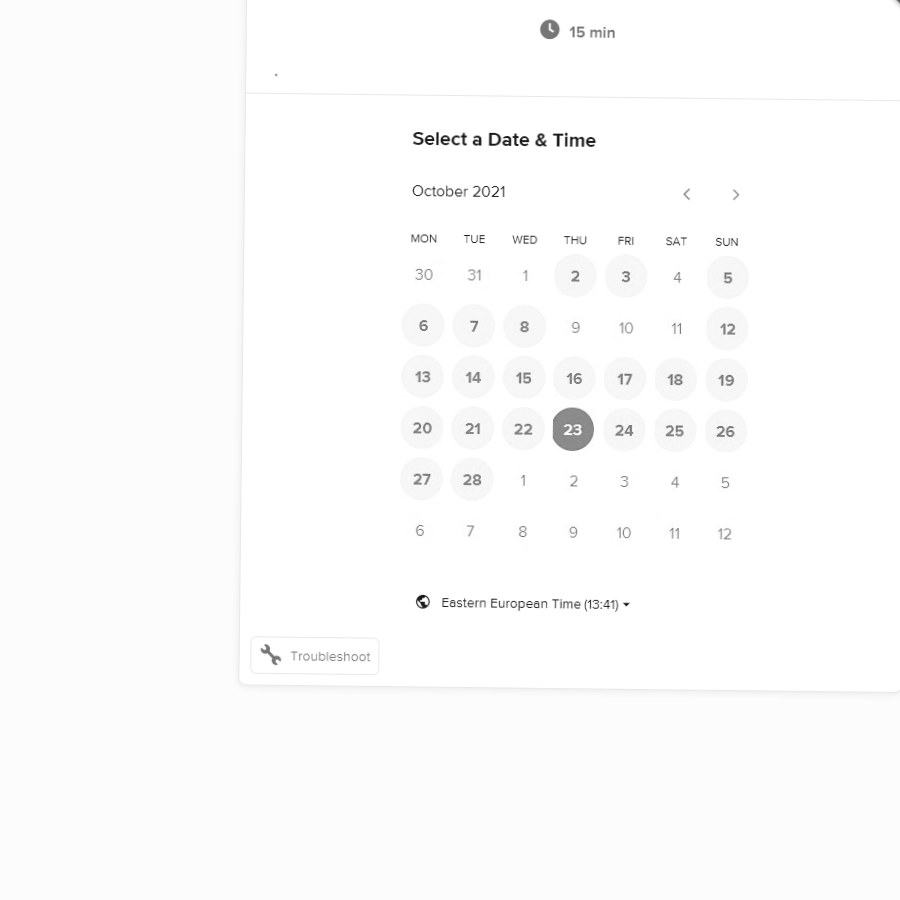 15 min
.
Select a Date & Time
October 2021
MON TUE WED THU FRI SAT SUN
30 31 1 2 3 4 5
6 7 8 9 10 11 12
13 14 15 16 17 18 19
20 21 22 23 24 25 26
27 28 1 2 3 4 5
6 7 8 9 10 11 12
Eastern European Time (13:41)
Troubleshoot